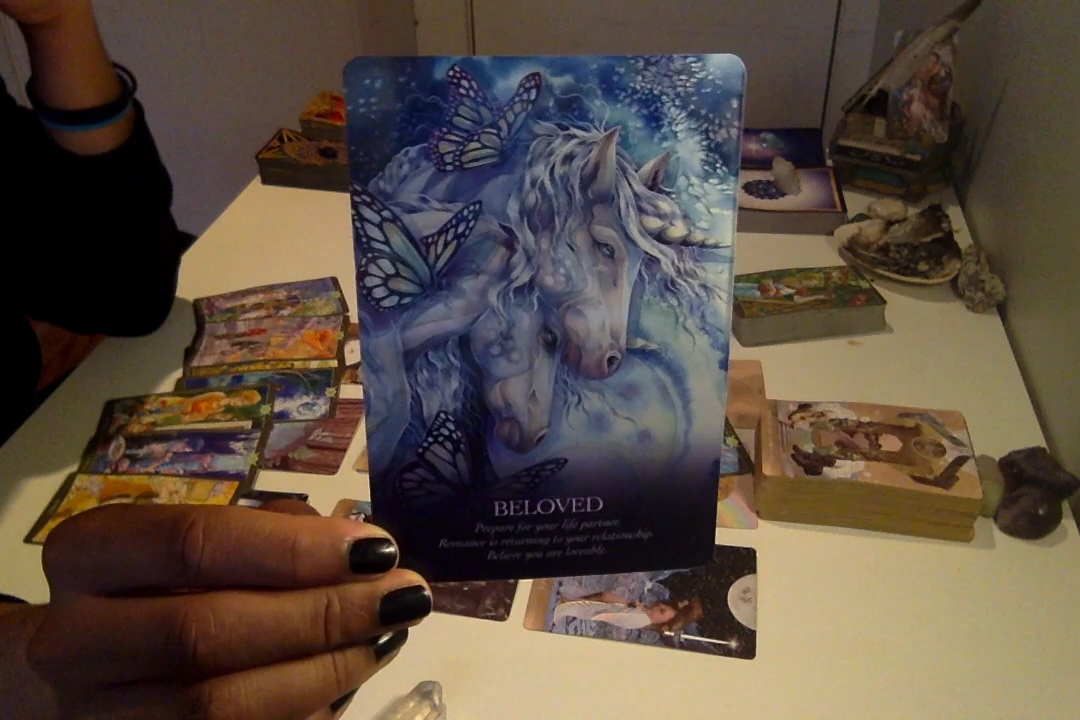 BELOVED
Prepare for your life partner.
Romance is returning to your relationship.
Believe you are loveable.